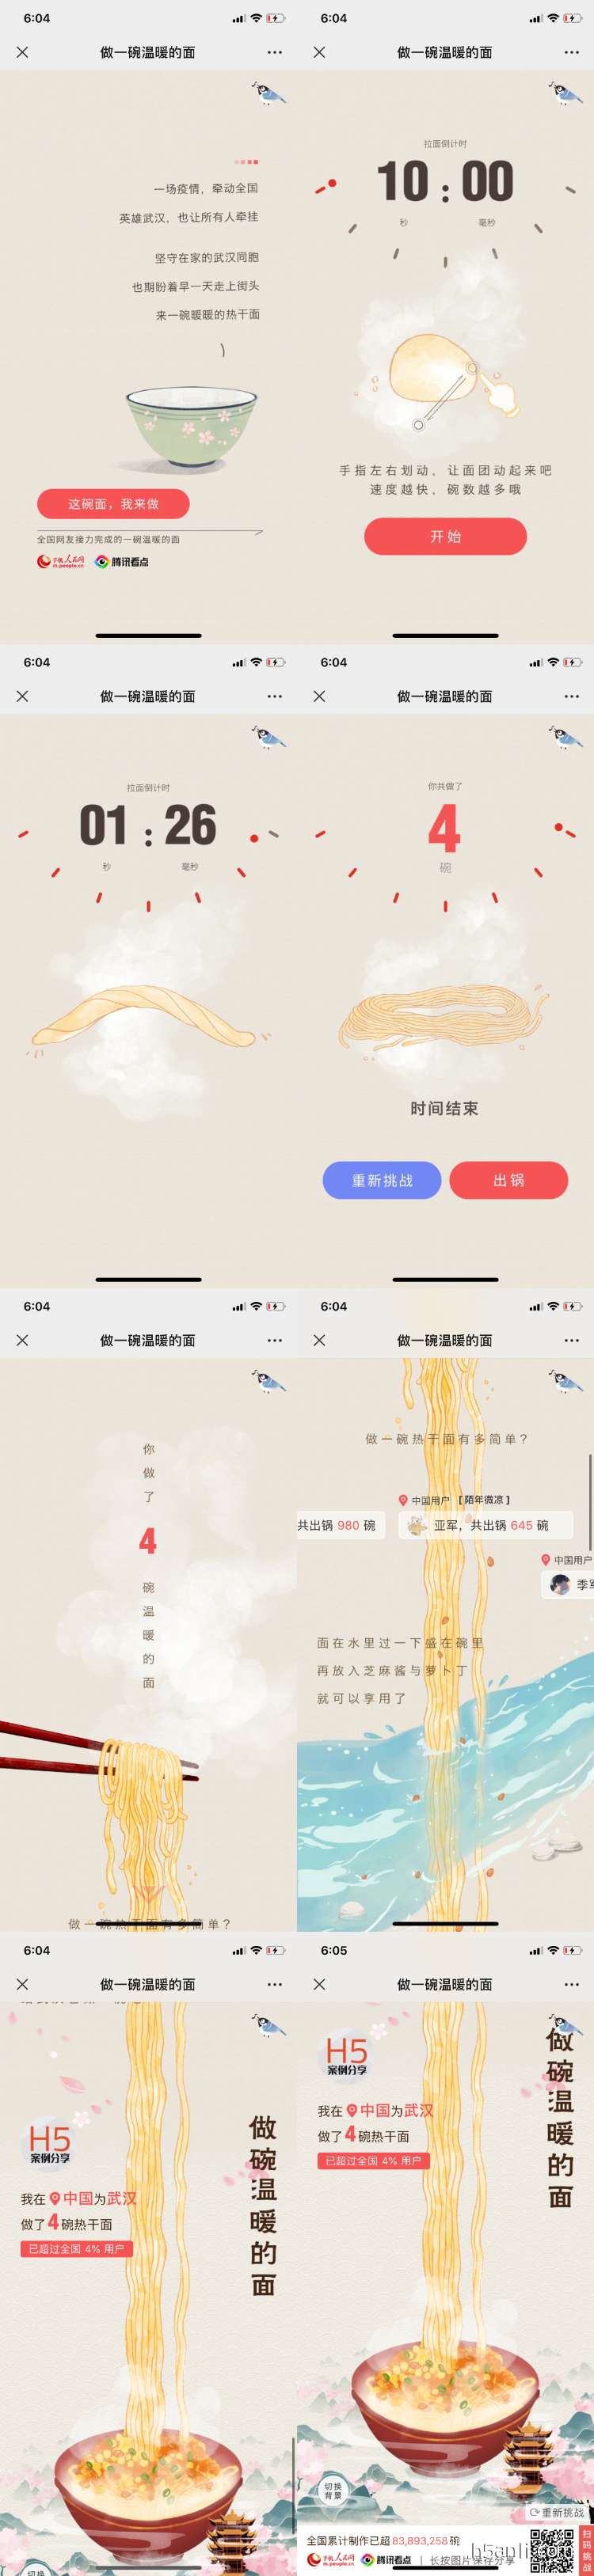 6:04
做一碗温暖的面
一场疫情，牵动全国
英雄武汉，也让所有人牵挂
坚守在家的武汉同胞
也期盼着早一天走上街头
来一碗暖暖的热干面
这碗面，我来做
全国网友接力完成的一碗温暖的面
手机人民网
m.people.cn
腾讯看点
6:04
做一碗温暖的面
拉面倒计时
10:00
秒
毫秒
手指左右划动，让面团动起来吧
速度越快，碗数越多哦
开始
6:04
做一碗温暖的面
拉面倒计时
01:26
秒
毫秒
6:04
做一碗温暖的面
你共做了
4
碗
时间结束
重新挑战
出锅
6:04
做一碗温暖的面
你做了
4
碗温暖的面
做一碗热干面有多简单？
6:04
做一碗温暖的面
做一碗热干面有多简单？
中国用户【陌年微凉】
共出锅 980 碗
亚军，共出锅 645 碗
中国用户
季军
面在水里过一下盛在碗里
再放入芝麻酱与萝卜丁
就可以享用了
6:04
做一碗温暖的面
H5
案例分享
我在中国为武汉
做了4碗热干面
已超过全国 4% 用户
做碗温暖的面
切换
6:05
做一碗温暖的面
H5
案例分享
我在中国为武汉
做了4碗热干面
已超过全国 4% 用户
做碗温暖的面
切换
背景
重新挑战
全国累计制作已超 83,893,258 碗
手机人民网
m.people.cn
腾讯看点
长按图片保存分享
扫码挑战